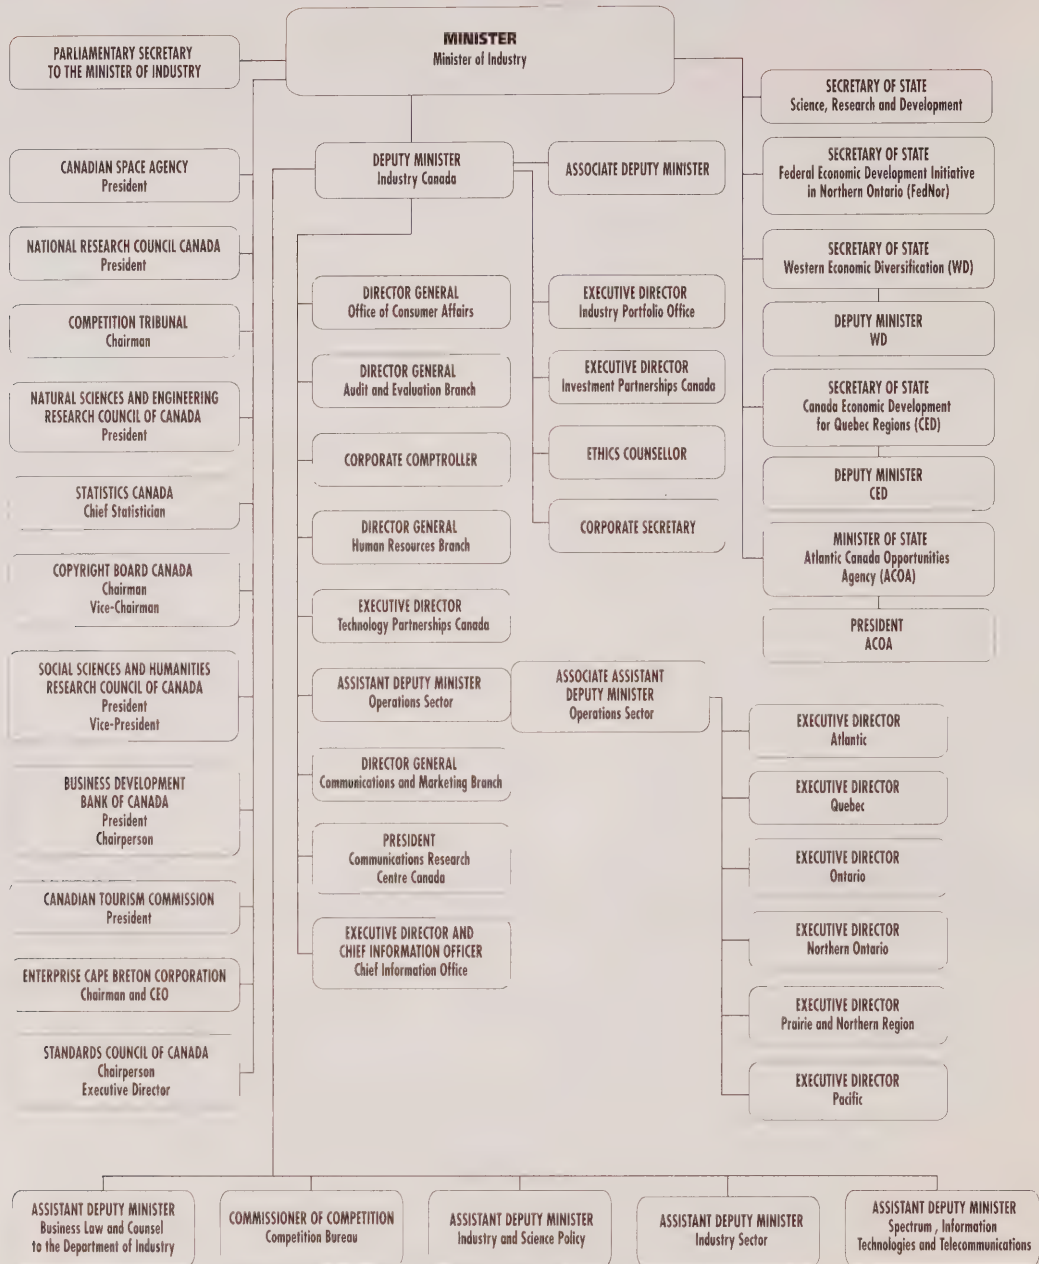 MINISTER
Minister of Industry
PARLIAMENTARY SECRETARY
TO THE MINISTER OF INDUSTRY
CANADIAN SPACE AGENCY
President
NATIONAL RESEARCH COUNCIL CANADA
President
COMPETITION TRIBUNAL
Chairman
NATURAL SCIENCES AND ENGINEERING
RESEARCH COUNCIL OF CANADA
President
STATISTICS CANADA
Chief Statistician
COPYRIGHT BOARD CANADA
Chairman
Vice-Chairman
SOCIAL SCIENCES AND HUMANITIES
RESEARCH COUNCIL OF CANADA
President
Vice-President
BUSINESS DEVELOPMENT
BANK OF CANADA
President
Chairperson
CANADIAN TOURISM COMMISSION
President
ENTERPRISE CAPE BRETON CORPORATION
Chairman and CEO
STANDARDS COUNCIL OF CANADA
Chairperson
Executive Director
DEPUTY MINISTER
Industry Canada
ASSOCIATE DEPUTY MINISTER
DIRECTOR GENERAL
Office of Consumer Affairs
DIRECTOR GENERAL
Audit and Evaluation Branch
CORPORATE COMPTROLLER
DIRECTOR GENERAL
Human Resources Branch
EXECUTIVE DIRECTOR
Technology Partnerships Canada
ASSISTANT DEPUTY MINISTER
Operations Sector
DIRECTOR GENERAL
Communications and Marketing Branch
PRESIDENT
Communications Research
Centre Canada
EXECUTIVE DIRECTOR AND
CHIEF INFORMATION OFFICER
Chief Information Office
EXECUTIVE DIRECTOR
Industry Portfolio Office
EXECUTIVE DIRECTOR
Investment Partnerships Canada
ETHICS COUNSELLOR
CORPORATE SECRETARY
ASSOCIATE ASSISTANT
DEPUTY MINISTER
Operations Sector
SECRETARY OF STATE
Science, Research and Development
SECRETARY OF STATE
Federal Economic Development Initiative
in Northern Ontario (FedNor)
SECRETARY OF STATE
Western Economic Diversification (WD)
DEPUTY MINISTER
WD
SECRETARY OF STATE
Canada Economic Development
for Quebec Regions (CED)
DEPUTY MINISTER
CED
MINISTER OF STATE
Atlantic Canada Opportunities
Agency (ACOA)
PRESIDENT
ACOA
EXECUTIVE DIRECTOR
Atlantic
EXECUTIVE DIRECTOR
Quebec
EXECUTIVE DIRECTOR
Ontario
EXECUTIVE DIRECTOR
Northern Ontario
EXECUTIVE DIRECTOR
Prairie and Northern Region
EXECUTIVE DIRECTOR
Pacific
ASSISTANT DEPUTY MINISTER
Business Law and Counsel
to the Department of Industry
COMMISSIONER OF COMPETITION
Competition Bureau
ASSISTANT DEPUTY MINISTER
Industry and Science Policy
ASSISTANT DEPUTY MINISTER
Industry Sector
ASSISTANT DEPUTY MINISTER
Spectrum , Information
Technologies and Telecommunications